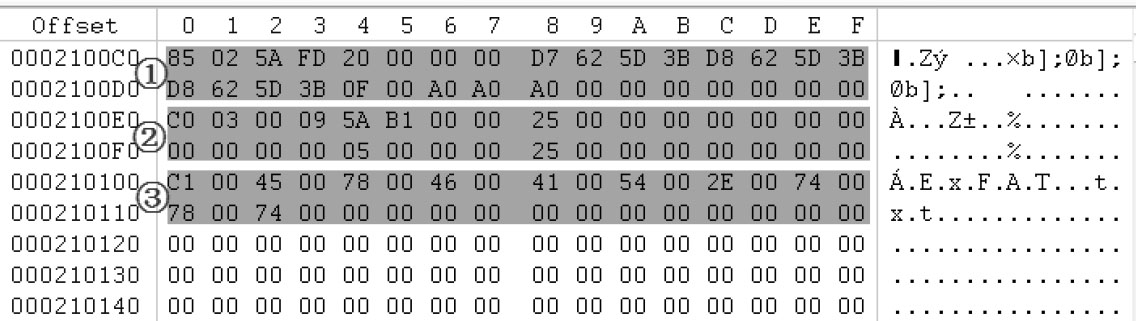 Offset 0 1 2 3 4 5 6 7 8 9 A B C D E F
0002100C0 ① 85 02 5A FD 20 00 00 00 D7 62 5D 3B D8 62 5D 3B ▌.Zý ...×b];Øb];
0002100D0 D8 62 5D 3B 0F 00 A0 A0 A0 00 00 00 00 00 00 00 Øb];.. .......
0002100E0 ② C0 03 00 09 5A B1 00 00 25 00 00 00 00 00 00 00 À...Z±..%.......
0002100F0 00 00 00 00 05 00 00 00 25 00 00 00 00 00 00 00 ........%.......
000210100 ③ C1 00 45 00 78 00 46 00 41 00 54 00 2E 00 74 00 Á.E.x.F.A.T...t.
000210110 78 00 74 00 00 00 00 00 00 00 00 00 00 00 00 00 x.t.............
000210120 00 00 00 00 00 00 00 00 00 00 00 00 00 00 00 00 ................
000210130 00 00 00 00 00 00 00 00 00 00 00 00 00 00 00 00 ................
000210140 00 00 00 00 00 00 00 00 00 00 00 00 00 00 00 00 ................